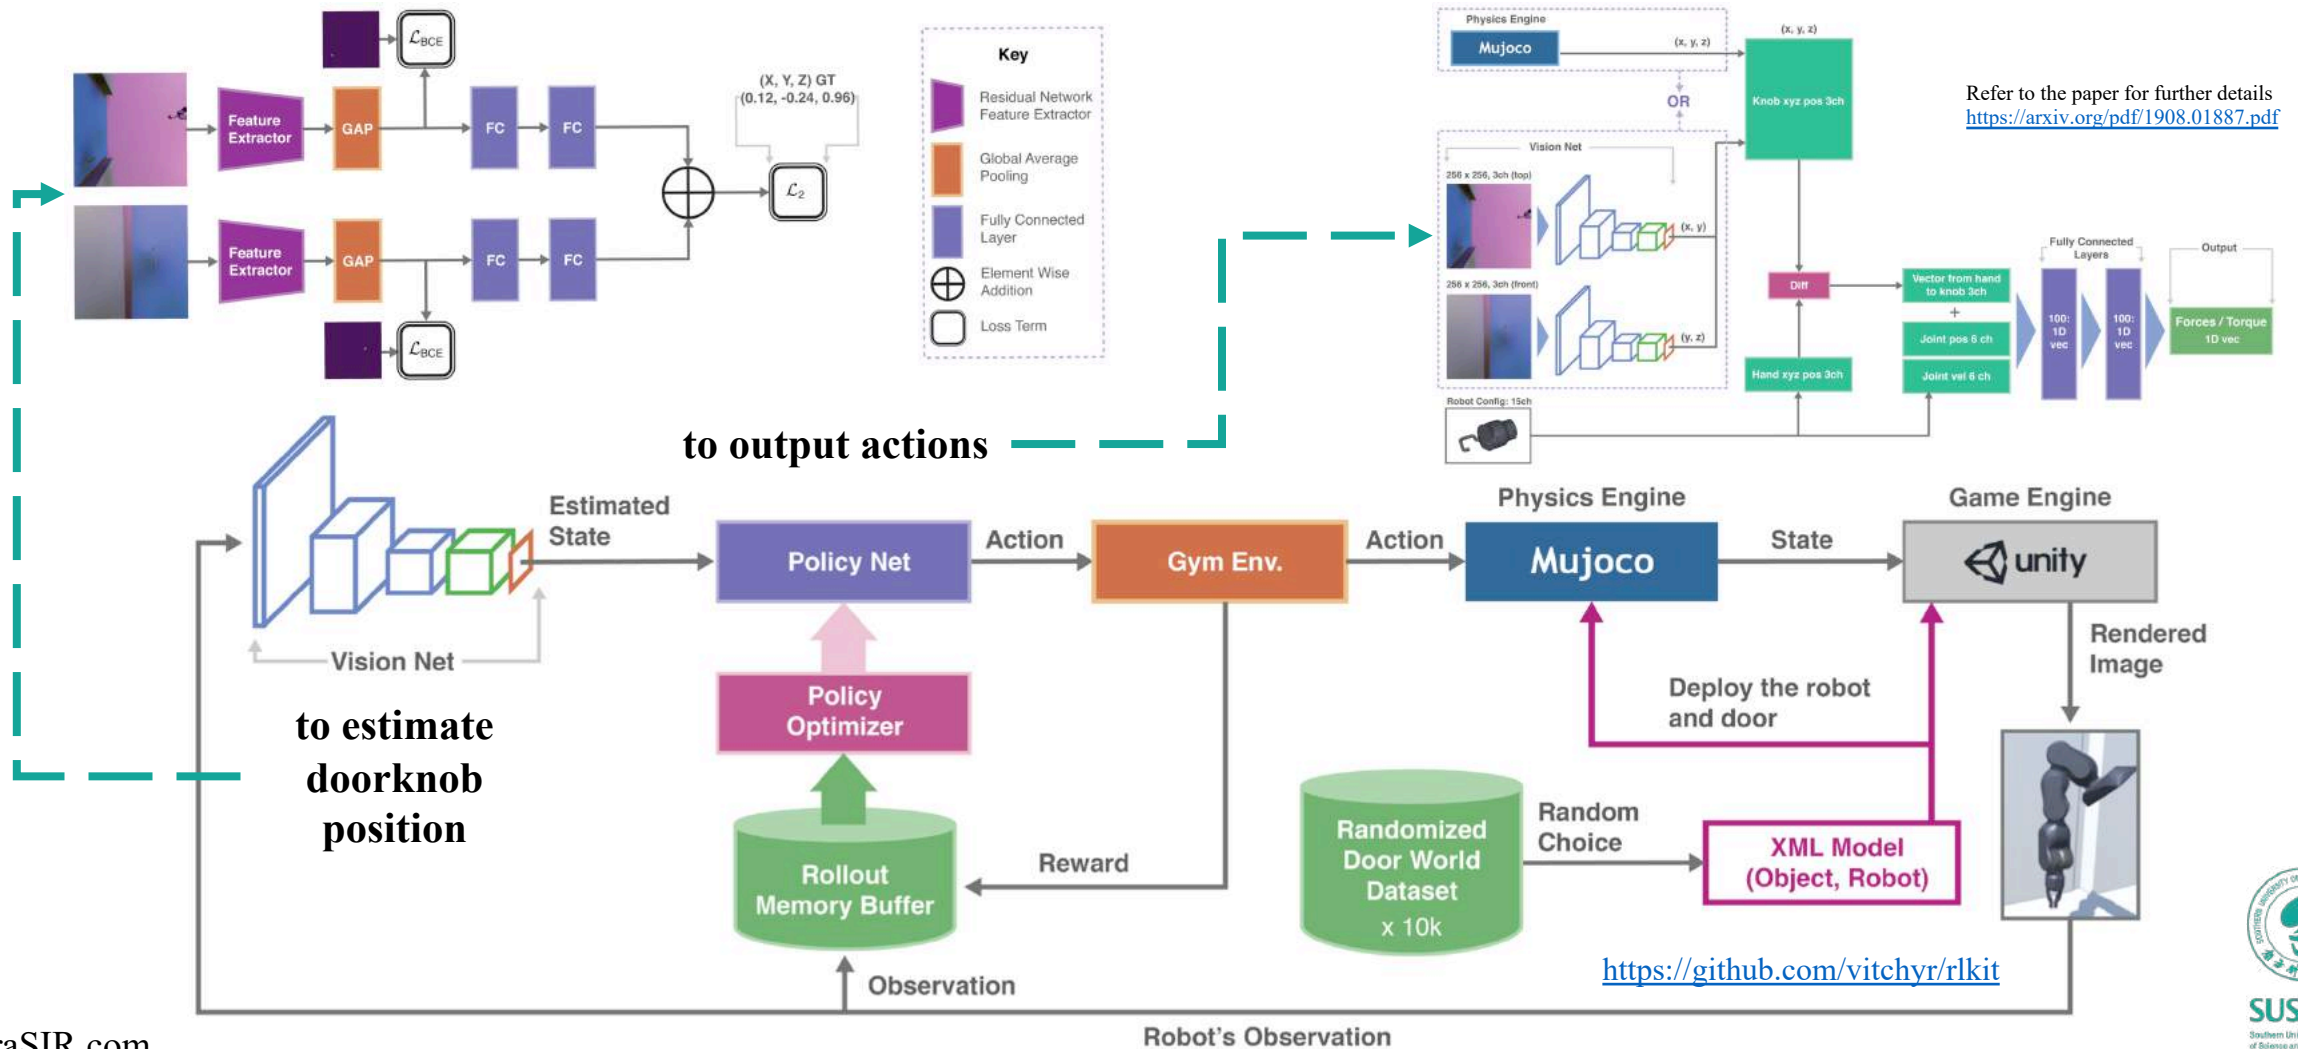 ℒBCE
Feature
Extractor
GAP
FC
FC
(X, Y, Z) GT
(0.12, -0.24, 0.96)
ℒ2
Feature
Extractor
GAP
FC
FC
ℒBCE
Key
Residual Network
Feature Extractor
Global Average
Pooling
Fully Connected
Layer
Element Wise
Addition
Loss Term
Physics Engine
Mujoco
(x, y, z)
(x, y, z)
Knob xyz pos 3ch
OR
Vision Net
256 x 256, 3ch (top)
(x, y)
256 x 256, 3ch (front)
(y, z)
Diff
Hand xyz pos 3ch
Robot Config: 15ch
Vector from hand
to knob 3ch
+
Joint pos 6 ch
Joint vel 6 ch
Fully Connected
Layers
100:
1D
vec
100:
1D
vec
Output
Forces / Torque
1D vec
Refer to the paper for further details
https://arxiv.org/pdf/1908.01887.pdf
to output actions
Estimated
State
Vision Net
to estimate
doorknob
position
Policy Net
Action
Gym Env.
Action
Physics Engine
Mujoco
State
Game Engine
unity
Rendered
Image
Policy
Optimizer
Rollout
Memory Buffer
Reward
Deploy the robot
and door
Randomized
Door World
Dataset
x 10k
Random
Choice
XML Model
(Object, Robot)
https://github.com/vitchyr/rlkit
Observation
Robot's Observation